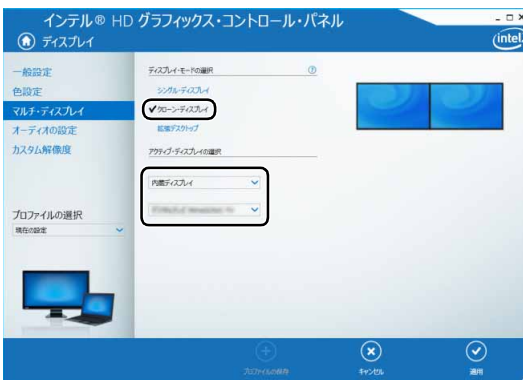 インテル® HD グラフィックス・コントロール・パネル
ディスプレイ
intel
一般設定
色設定
マルチ・ディスプレイ
オーディオの設定
カスタム解像度
プロファイルの選択
現在の設定
ディスプレイ・モードの選択
?
シングル・ディスプレイ
クローン・ディスプレイ
拡張デスクトップ
アクティブ・ディスプレイの選択
内蔵ディスプレイ
プロファイルの保存
キャンセル
適用